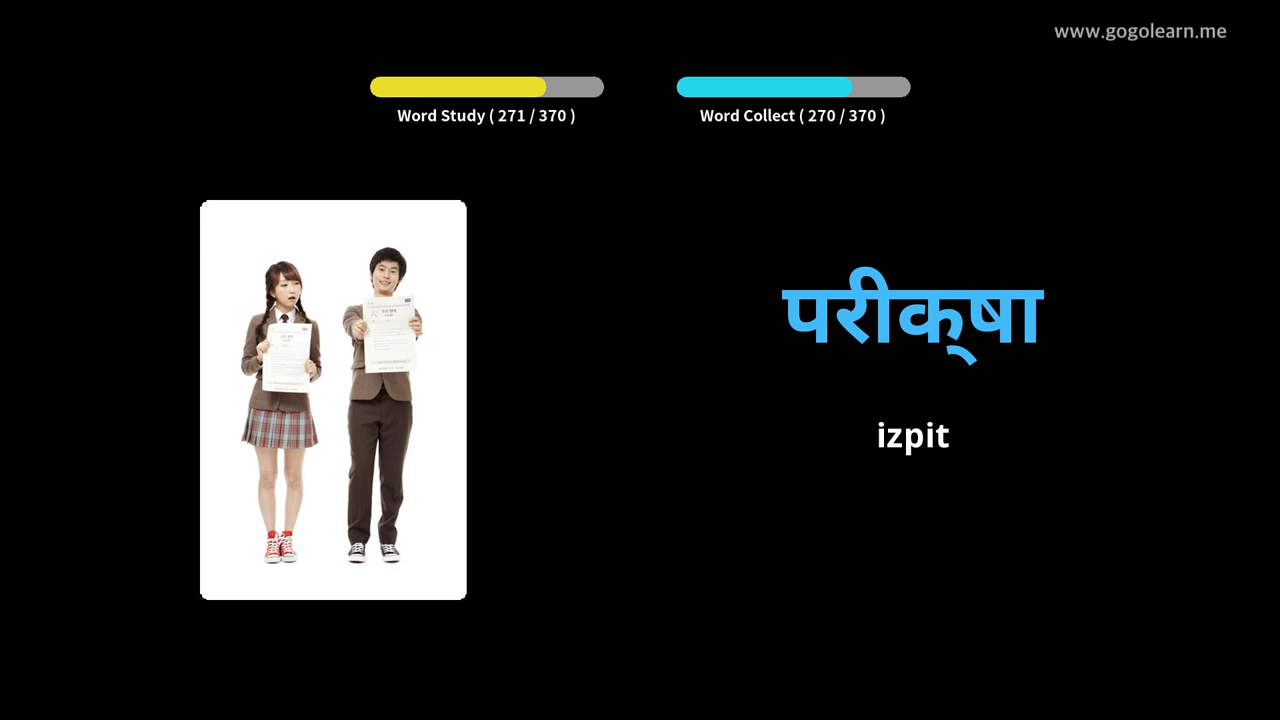 www.gogolearn.me
Word Study ( 271 / 370 )
Word Collect ( 270 / 370 )
परीक्‌षा
izpit